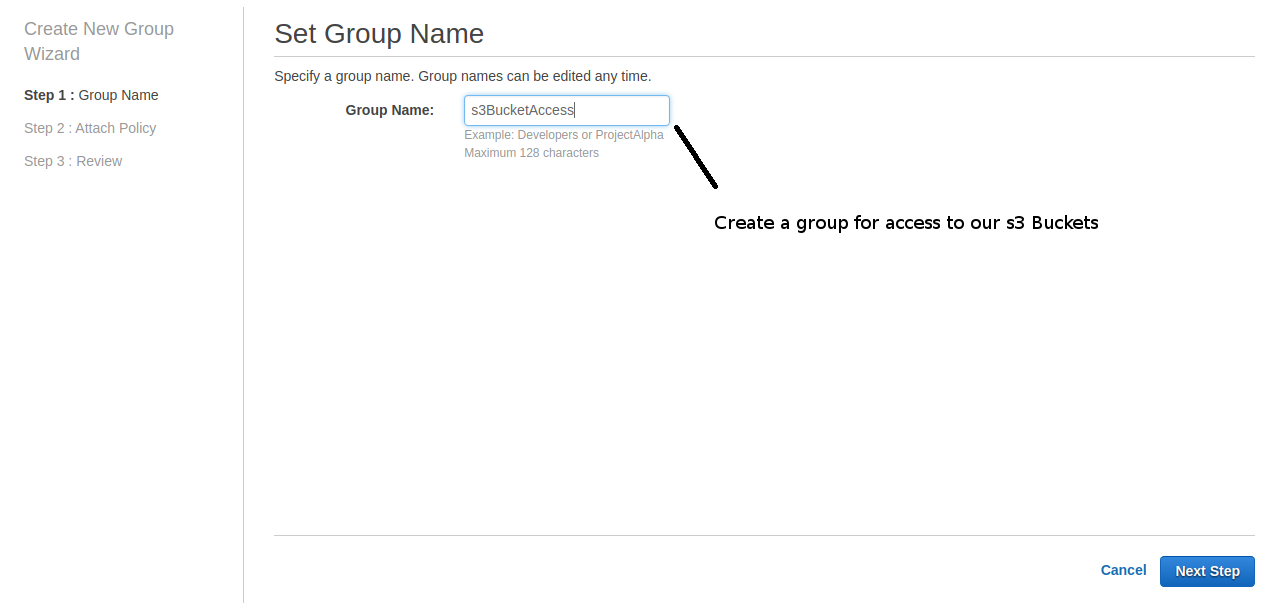 Create New Group
Wizard
Step 1 : Group Name
Step 2 : Attach Policy
Step 3 : Review
Set Group Name
Specify a group name. Group names can be edited any time.
Group Name: s3BucketAccess
Example: Developers or ProjectAlpha
Maximum 128 characters
Create a group for access to our s3 Buckets
Cancel Next Step